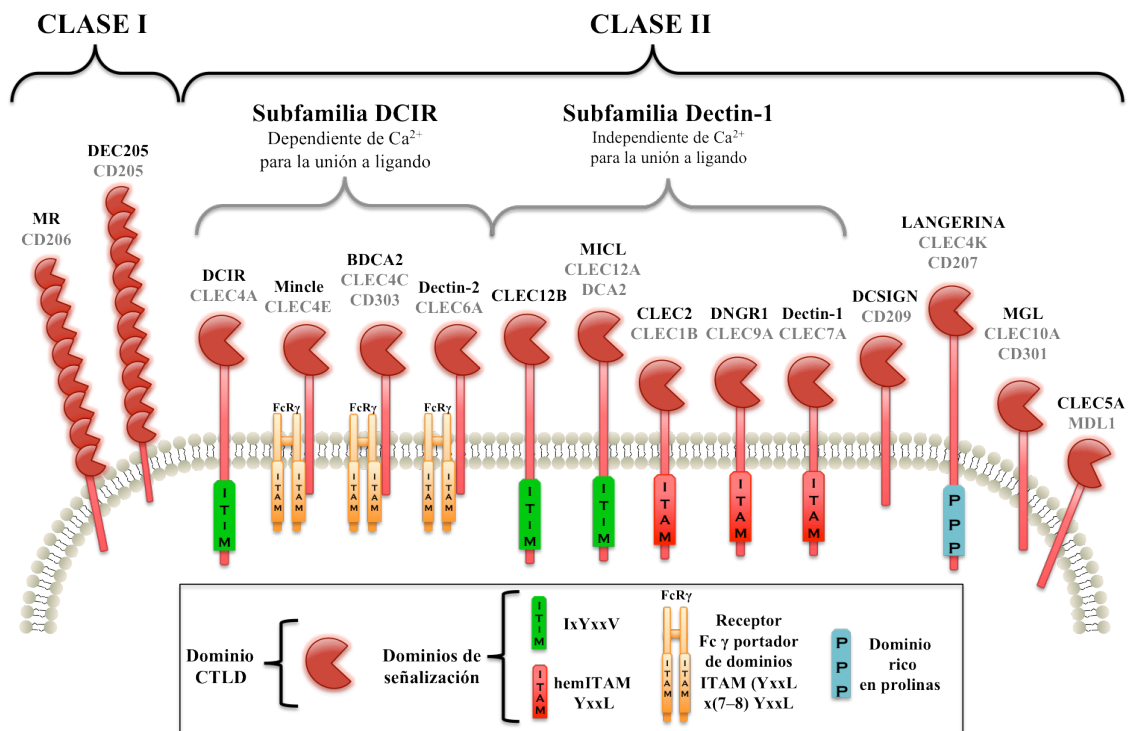 CLASE I
CLASE II
Subfamilia DCIR
Dependiente de Ca²⁺
para la unión a ligando
Subfamilia Dectin-1
Independiente de Ca²⁺
para la unión a ligando
DEC205
CD205
MR
CD206
DCIR
CLEC4A
Mincle
CLEC4E
BDCA2
CLEC4C
CD303
Dectin-2
CLEC6A
CLEC12B
MICL
CLEC12A
DCA2
CLEC2
CLEC1B
DNGR1
CLEC9A
Dectin-1
CLEC7A
DCSIGN
CD209
LANGERINA
CLEC4K
CD207
MGL
CLEC10A
CD301
CLEC5A
MDL1
FcRγ
FcRγ
FcRγ
ITIM
ITAM
ITAM
ITAM
ITAM
ITAM
ITAM
ITIM
ITIM
ITAM
ITAM
ITAM
PPP
Dominio
CTLD
Dominios de
señalización
ITIM
IxYxxV
ITAM
hemITAM
YxxL
FcRγ
ITAM
ITAM
Receptor
Fc γ portador
de dominios
ITAM (YxxL
x(7–8) YxxL
PPP
Dominio
rico
en prolinas